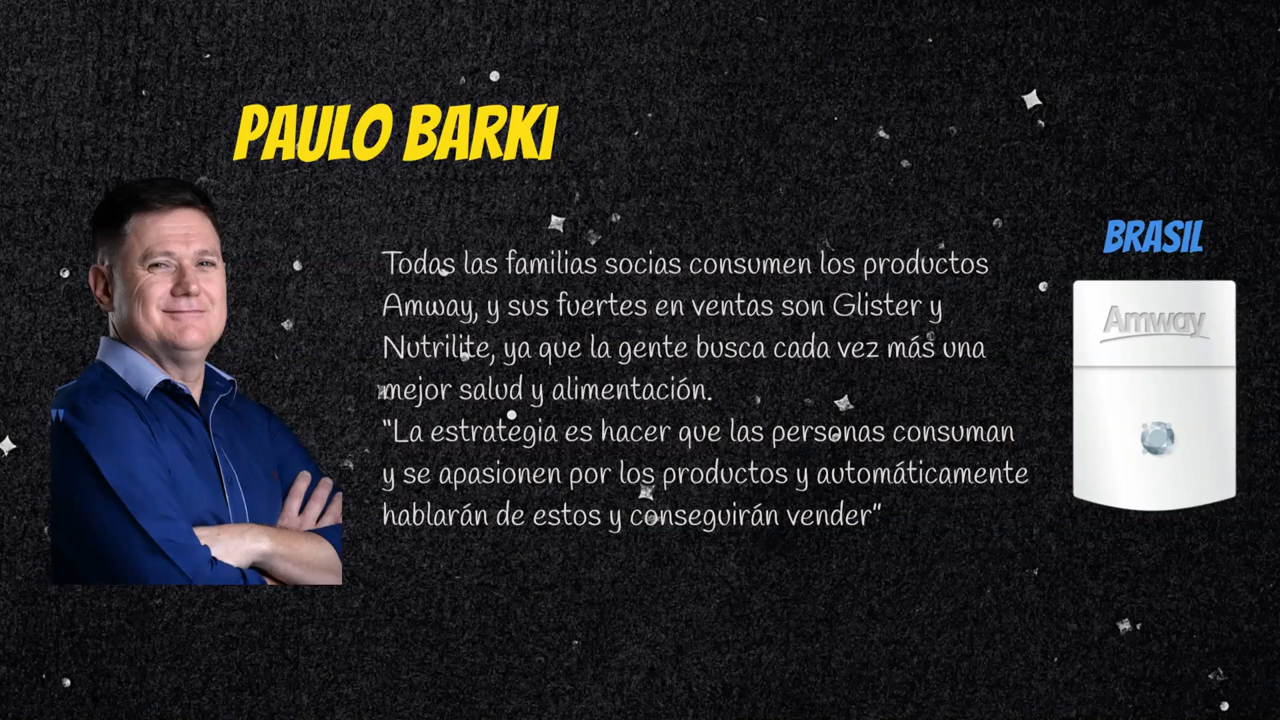 PAULO BARKI
BRASIL
Amway
Todas las familias socias consumen los productos
Amway, y sus fuertes en ventas son Glister y
Nutrilite, ya que la gente busca cada vez más una
mejor salud y alimentación.
"La estrategia es hacer que las personas consuman
y se apasionen por los productos y automáticamente
hablarán de estos y conseguirán vender"